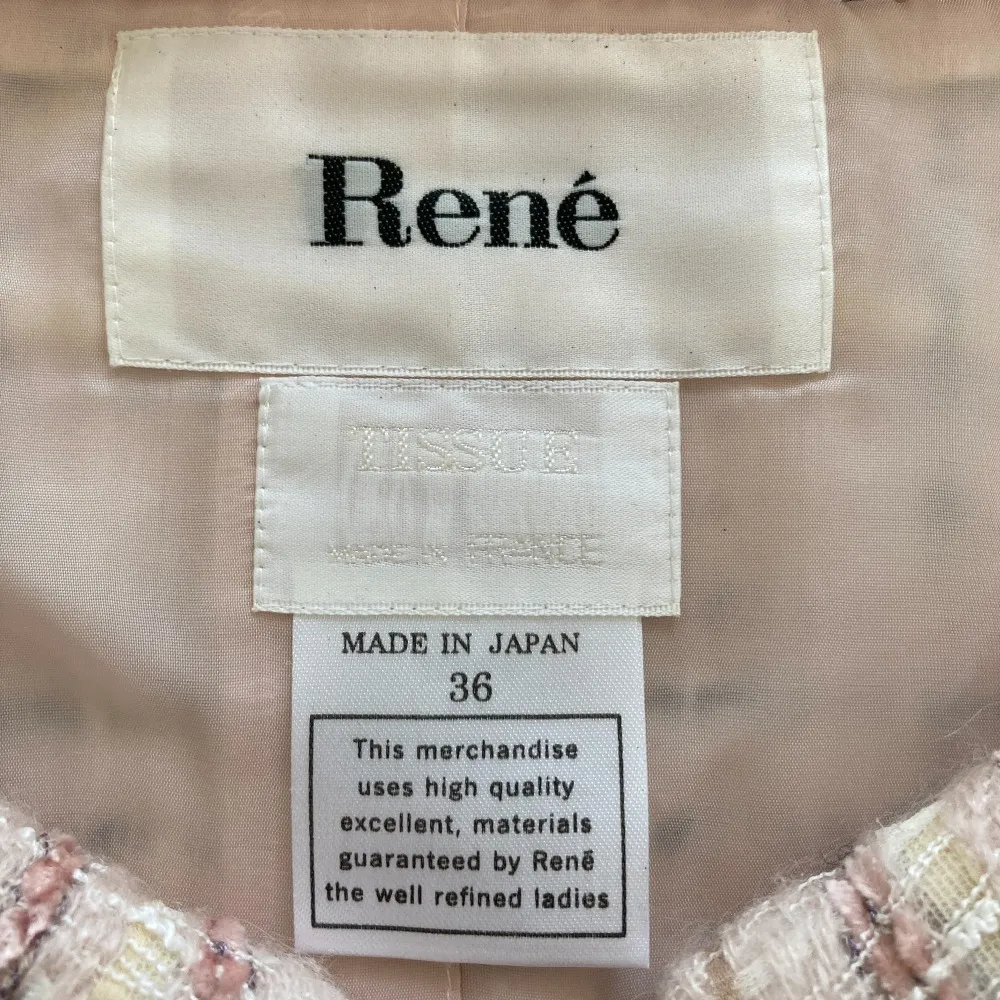 René
TISSUE
MADE IN FRANCE
MADE IN JAPAN
36
This merchandise
uses high quality
excellent, materials
guaranteed by René
the well refined ladies